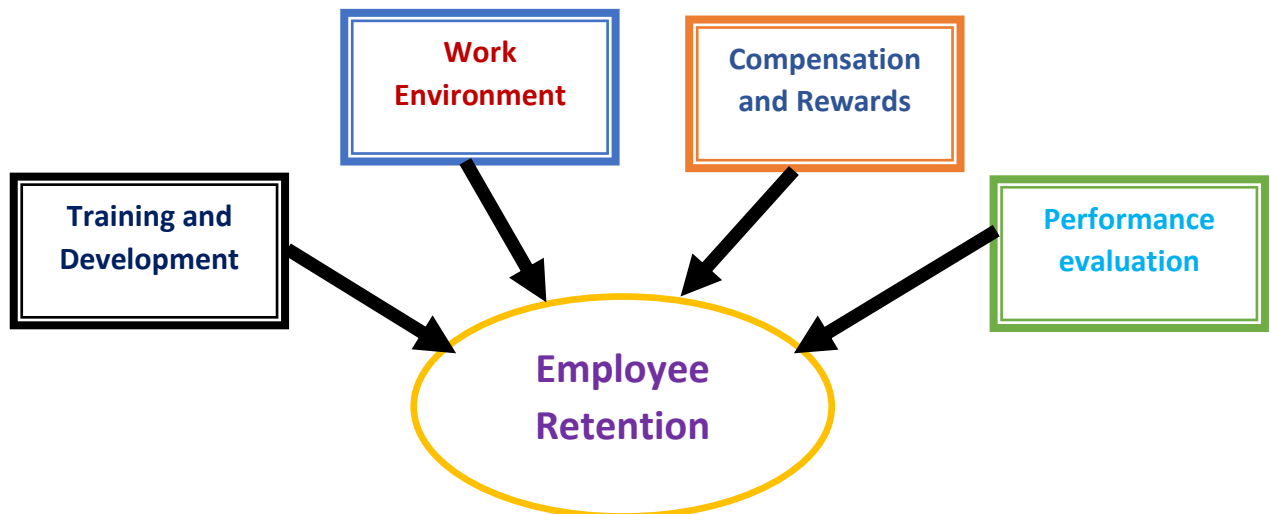 Work
Environment
Compensation
and Rewards
Training and
Development
Performance
evaluation
Employee
Retention